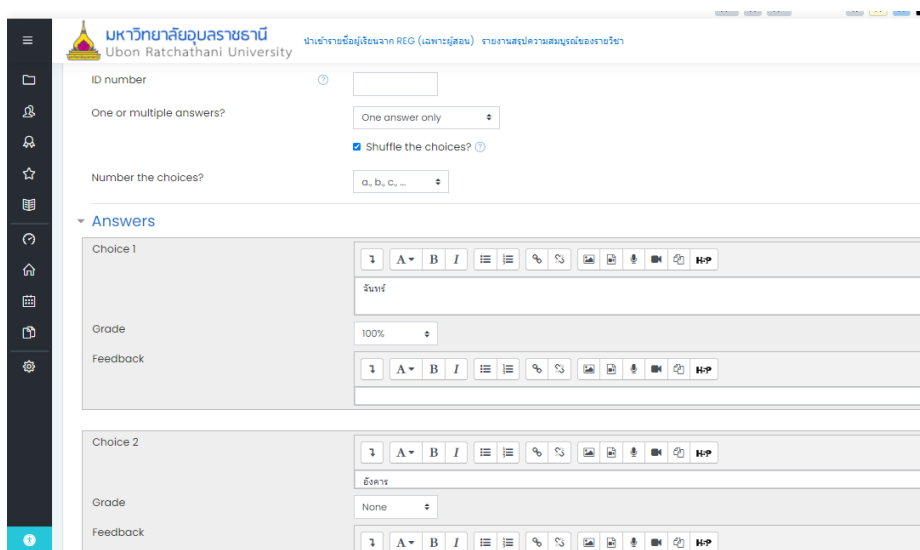 มหาวิทยาลัยอุบลราชธานี
Ubon Ratchathani University
นำเข้ารายชื่อผู้เรียนจาก REG (เฉพาะผู้สอน) รายงานสรุปความสมบูรณ์ของรายวิชา
ID number
One or multiple answers?
One answer only
Shuffle the choices?
Number the choices?
a., b., c., ...
Answers
Choice 1
A B I H5P
จันทร์
Grade
100%
Feedback
A B I H5P
Choice 2
A B I H5P
อังคาร
Grade
None
Feedback
A B I H5P